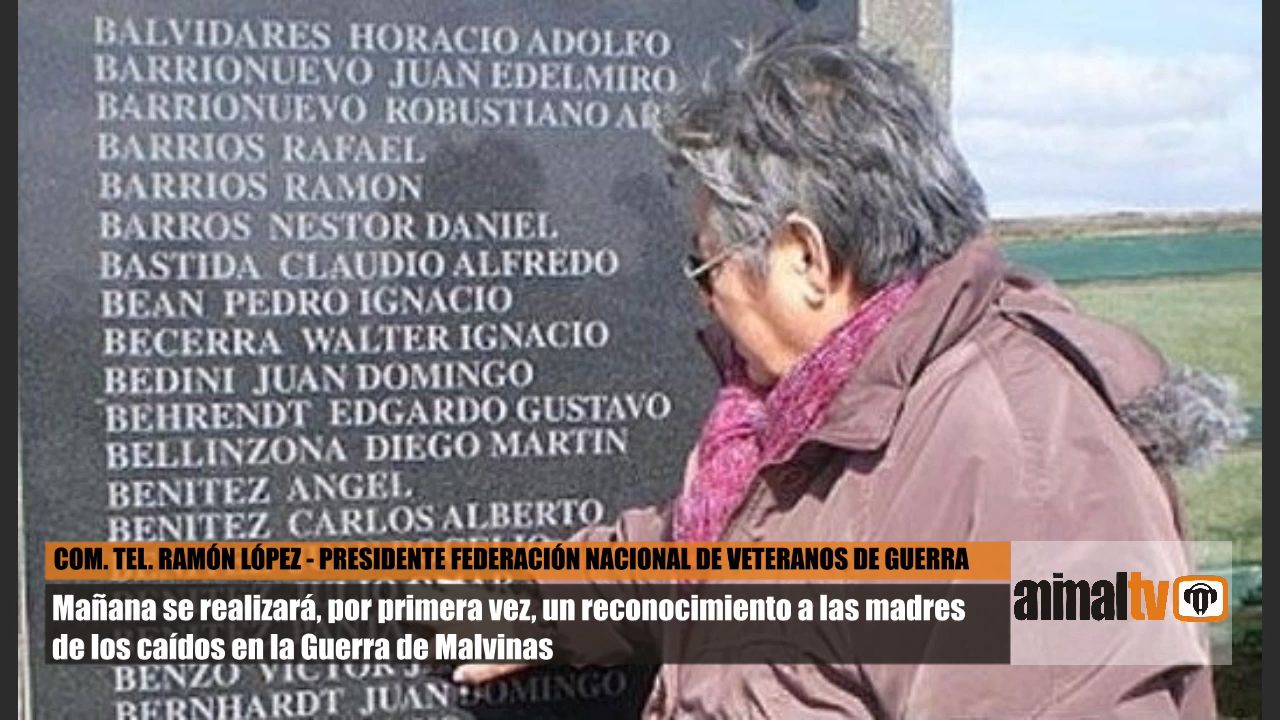 BALVIDARES HORACIO ADOLFO
BARRIONUEVO JUAN EDELMIRO
BARRIONUEVO ROBUSTIANO
BARRIOS RAFAEL
BARRIOS RAMON
BARROS NESTOR DANIEL
BASTIDA CLAUDIO ALFREDO
BEAN PEDRO IGNACIO
BECERRA WALTER IGNACIO
BEDINI JUAN DOMINGO
BEHRENDT EDGARDO GUSTAVO
BELLINZONA DIEGO MARTIN
BENITEZ ANGEL
BENITEZ CARLOS ALBERTO
COM. TEL. RAMÓN LÓPEZ - PRESIDENTE FEDERACIÓN NACIONAL DE VETERANOS DE GUERRA
animaltv
Mañana se realizará, por primera vez, un reconocimiento a las madres
de los caídos en la Guerra de Malvinas
BENZO VICTOR
BERNHARDT JUAN DOMINGO